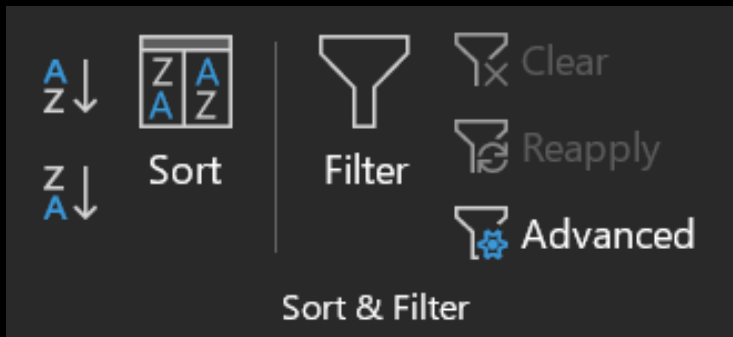 A
Z
Z A
A Z
Sort
Z
A
Filter
Clear
Reapply
Advanced
Sort & Filter